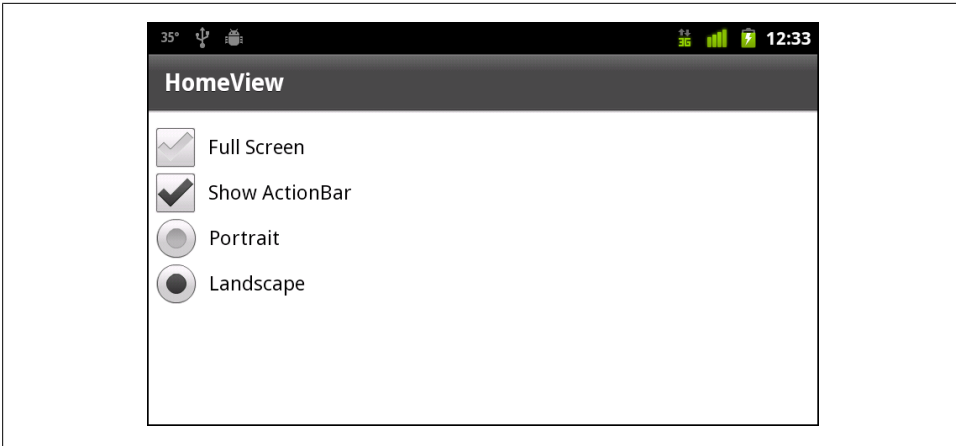 35° 3G 12:33
HomeView
Full Screen
Show ActionBar
Portrait
Landscape